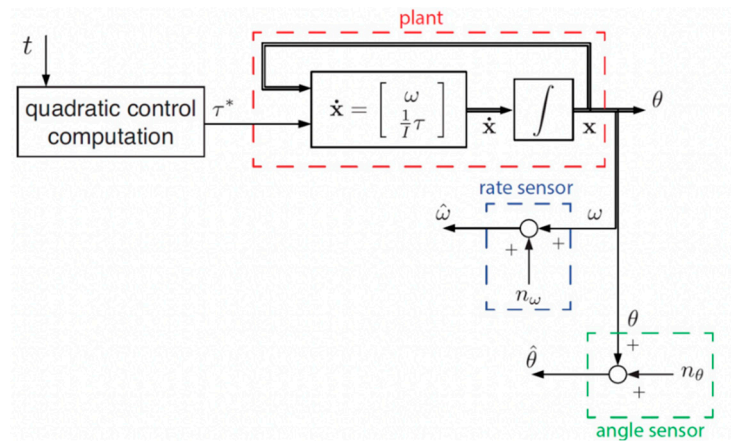 plant
t
quadratic control
computation
τ*
ẋ = [ ω
1/I τ ]
ẋ
∫
x
θ
rate sensor
ω̂
ω
+
+
n_ω
θ
+
θ̂
n_θ
+
angle sensor